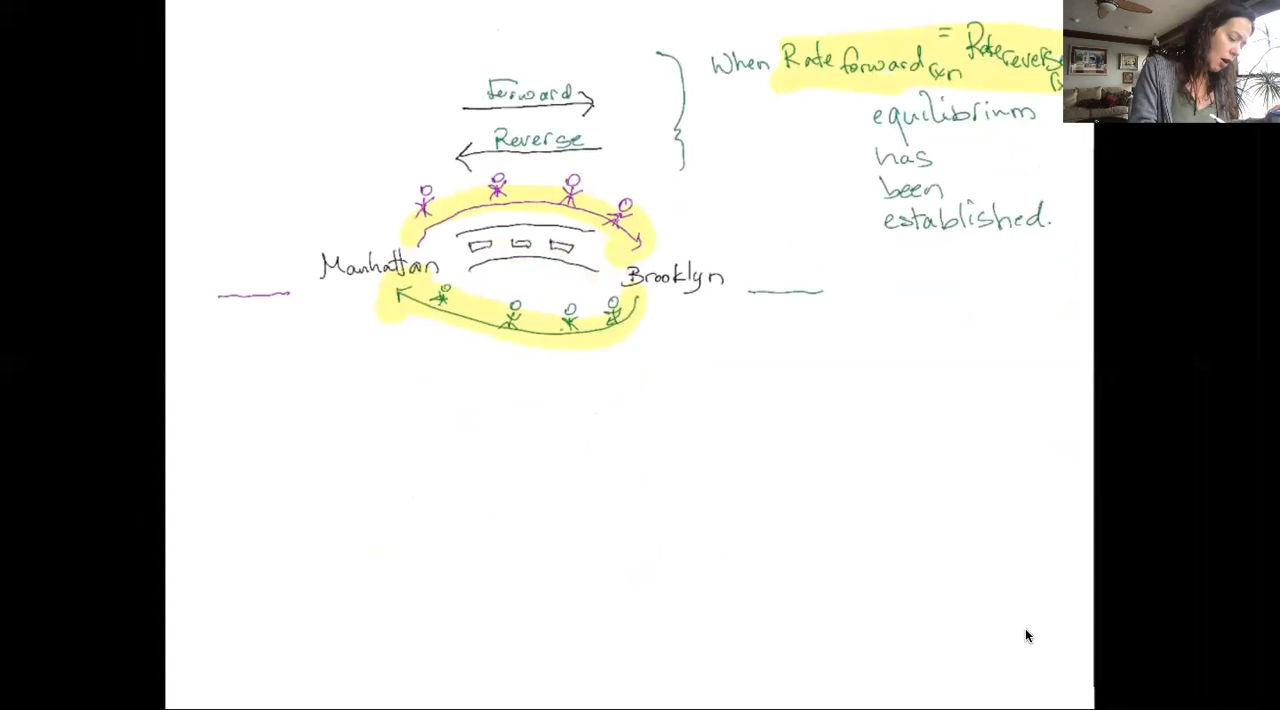 When Rate forward rxn = Rate reverse
Forward
equilibrium
Reverse
has
been
established.
Manhattan
Brooklyn